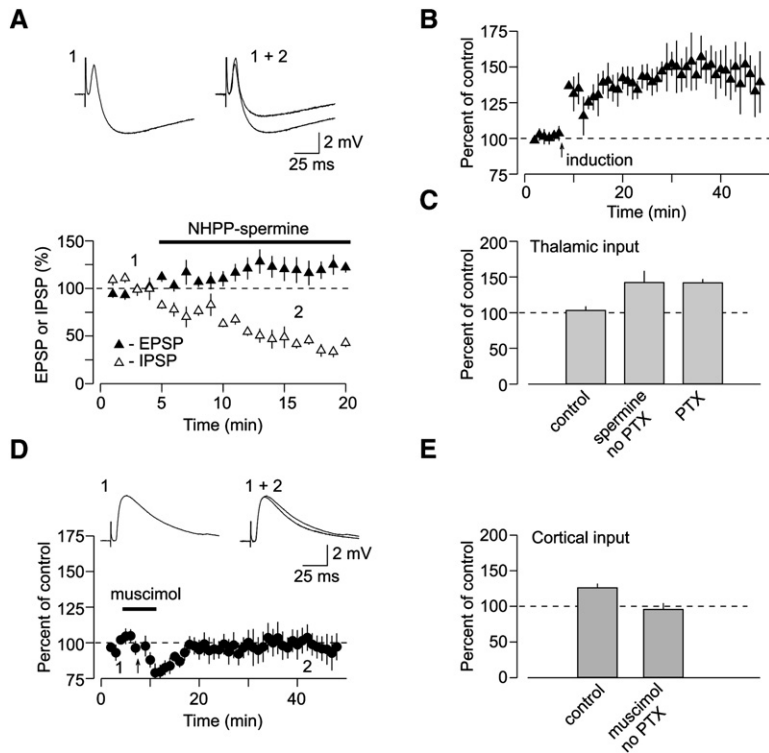 A
1
1 + 2
2 mV
25 ms
NHPP-spermine
EPSP or IPSP (%)
150
100
50
0
1
2
- EPSP
- IPSP
0
5
10
15
20
Time (min)
B
Percent of control
175
150
125
100
75
induction
0
20
40
Time (min)
C
Percent of control
200
150
100
50
0
Thalamic input
control
spermine
no PTX
PTX
D
1
1 + 2
2 mV
25 ms
Percent of control
175
150
125
100
75
muscimol
1
2
0
20
40
Time (min)
E
Percent of control
200
150
100
50
0
Cortical input
control
muscimol
no PTX